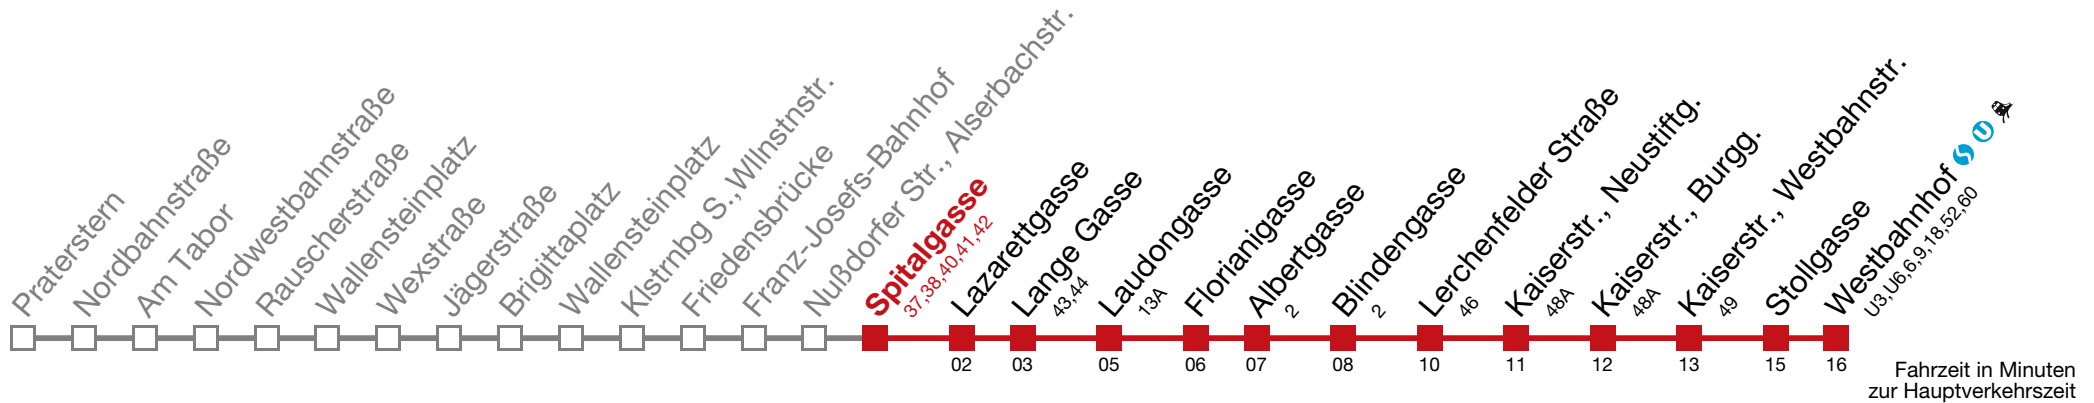 Praterstern
Nordbahnstraße
Am Tabor
Nordwestbahnstraße
Rauscherstraße
Wallensteinplatz
Wexstraße
Jägerstraße
Brigittaplatz
Wallensteinplatz
Klstrnbg S., Wllnstnstr.
Friedensbrücke
Franz-Josefs-Bahnhof
Nußdorfer Str., Alserbachstr.
Spitalgasse
37,38,40,41,42
Lazarettgasse
Lange Gasse
43,44
Laudongasse
13A
Florianigasse
Albertgasse
2
Blindengasse
2
Lerchenfelder Straße
46
Kaiserstr., Neustiftg.
48A
Kaiserstr., Burgg.
48A
Kaiserstr., Westbahnstr.
49
Stollgasse
Westbahnhof S U
U3,U6,6,9,18,52,60
02 03 05 06 07 08 10 11 12 13 15 16
Fahrzeit in Minuten
zur Hauptverkehrszeit